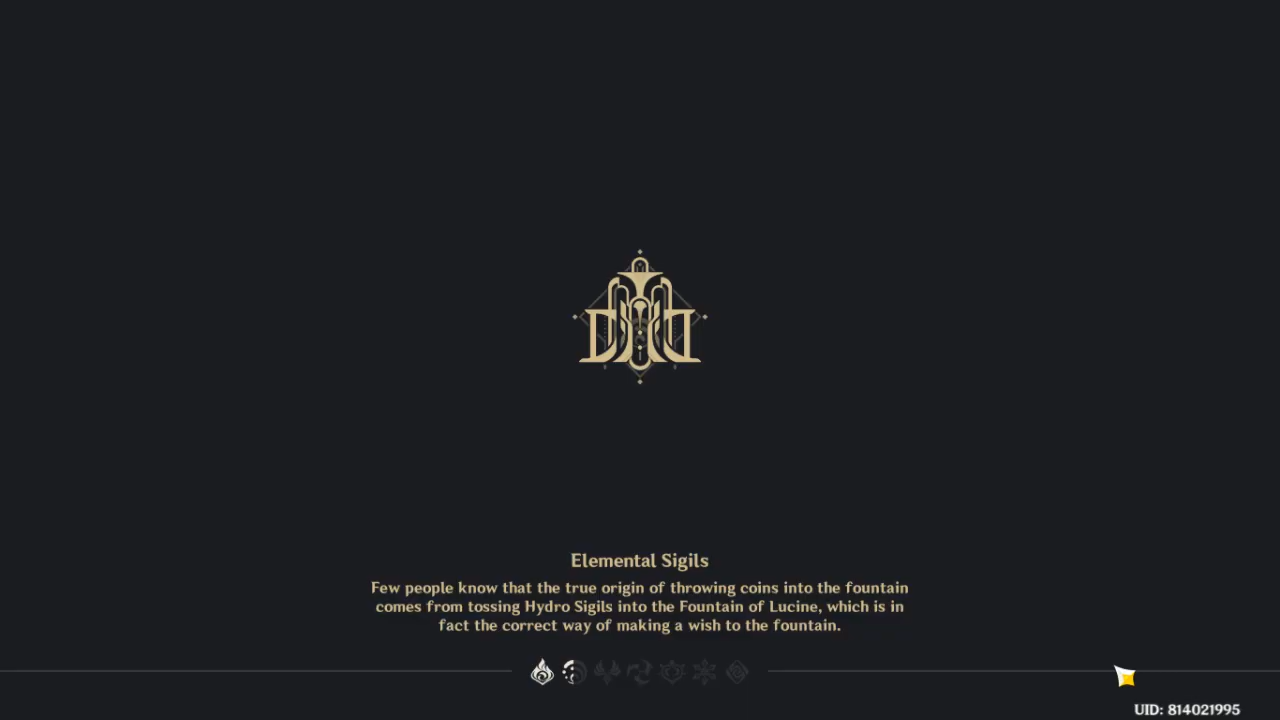 Elemental Sigils
Few people know that the true origin of throwing coins into the fountain
comes from tossing Hydro Sigils into the Fountain of Lucine, which is in
fact the correct way of making a wish to the fountain.
UID: 814021995